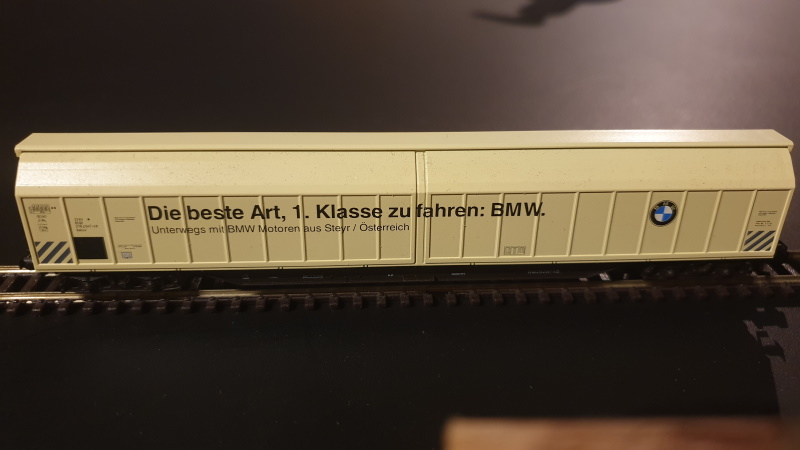 Die beste Art, 1. Klasse zu fahren: BMW.
Unterwegs mit BMW Motoren aus Steyr / Österreich